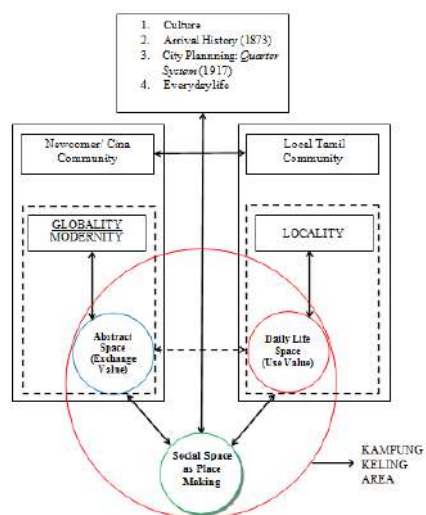 1. Culture
2. Arrival History (1873)
3. City Plannning: Quarter
System (1917)
4. Everydaylife
Newcomer/ Cina
Community
Local Tamil
Community
GLOBALITY
MODERNITY
LOCALITY
Abstract
Space
(Exchange
Value)
Daily Life
Space
(Use Value)
Social Space
as Place
Making
KAMPUNG
KELING
AREA